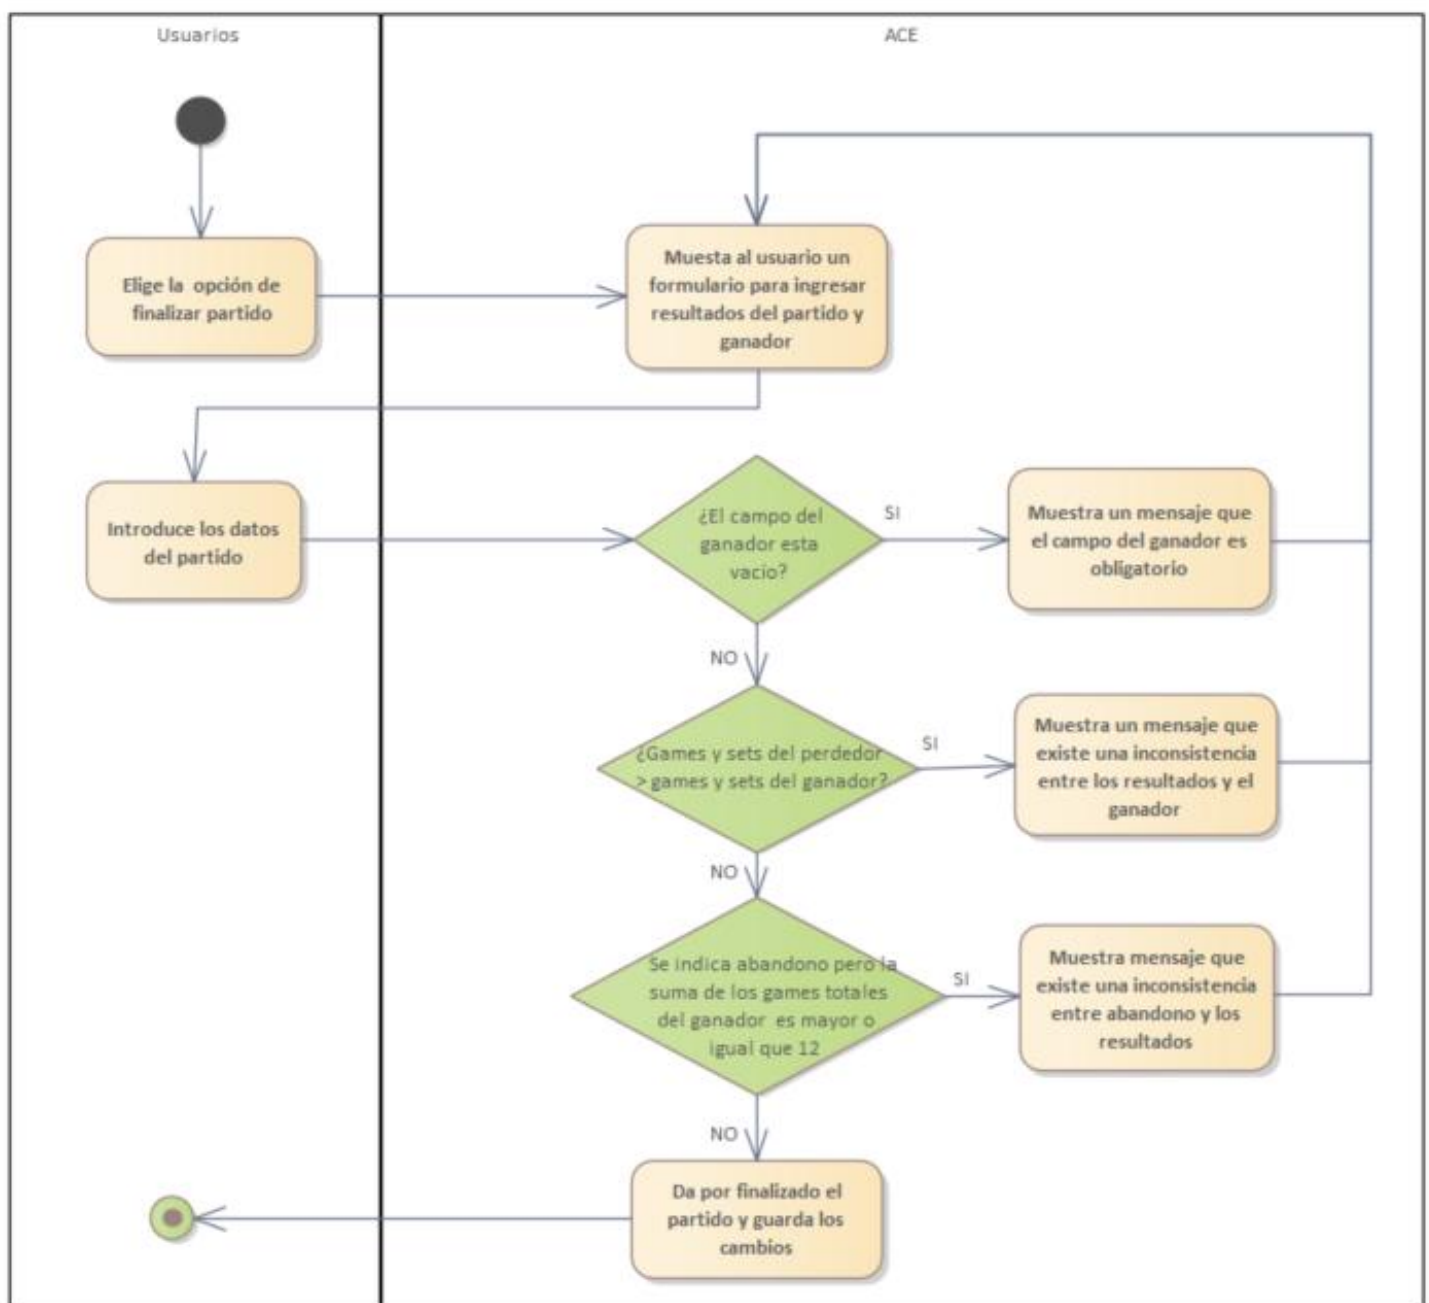 Usuarios
ACE
Elige la opción de
finalizar partido
Muesta al usuario un
formulario para ingresar
resultados del partido y
ganador
Introduce los datos
del partido
¿El campo del
ganador esta
vacio?
SI
Muestra un mensaje que
el campo del ganador es
obligatorio
NO
¿Games y sets del perdedor
> games y sets del ganador?
SI
Muestra un mensaje que
existe una inconsistencia
entre los resultados y el
ganador
NO
Se indica abandono pero la
suma de los games totales
del ganador es mayor o
igual que 12
SI
Muestra mensaje que
existe una inconsistencia
entre abandono y los
resultados
NO
Da por finalizado el
partido y guarda los
cambios